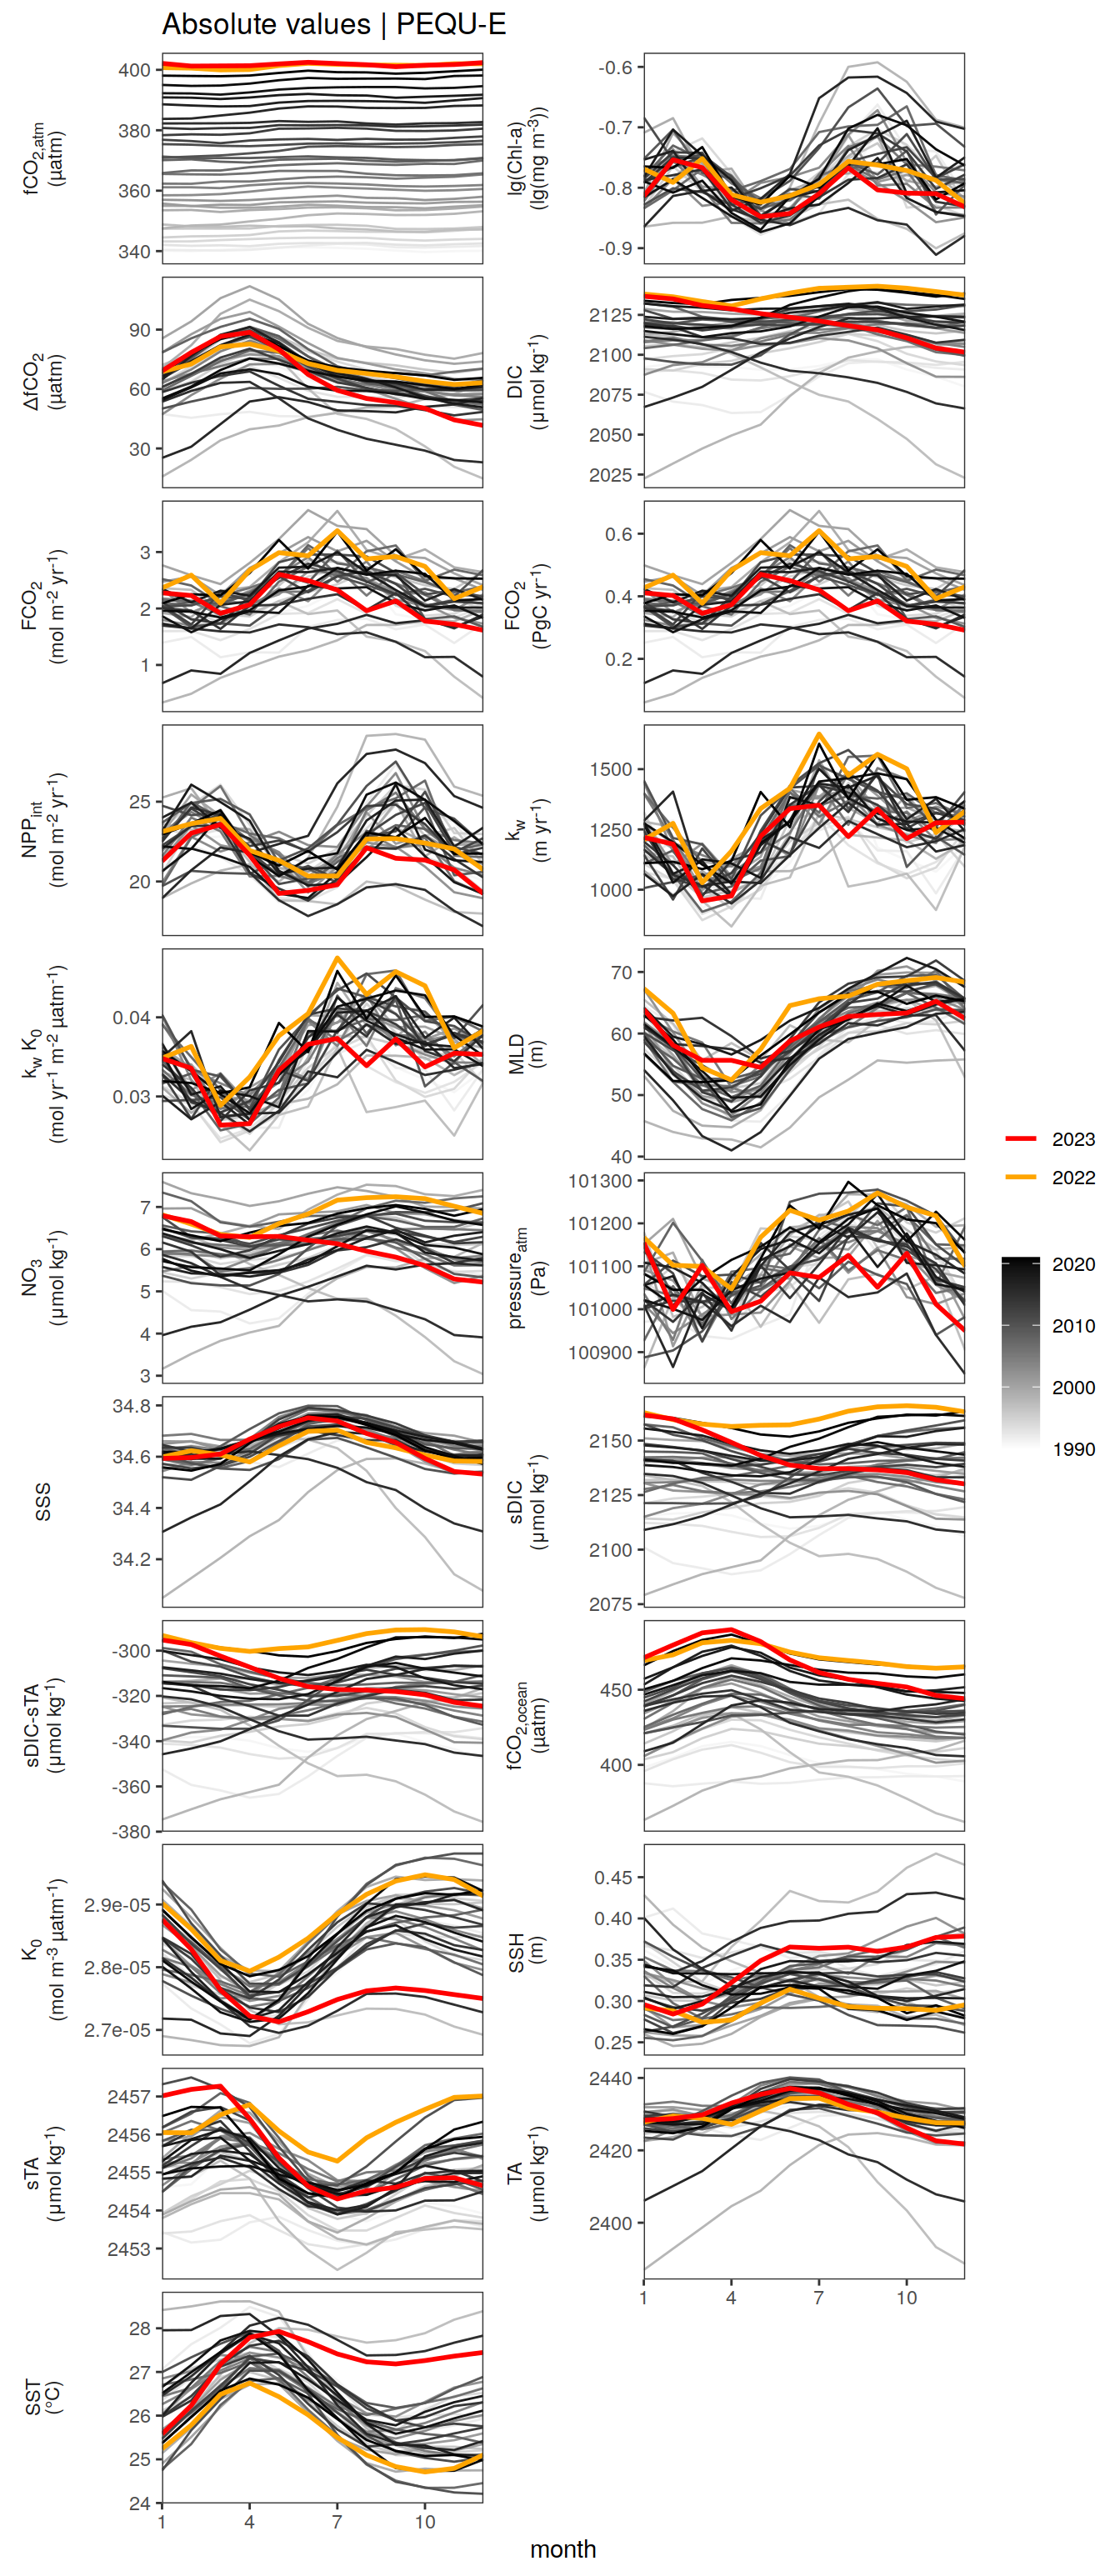 Absolute values | PEQU-E
fCO2,atm
(µatm)
400
380
360
340
lg(Chl-a)
(lg(mg m-3))
-0.6
-0.7
-0.8
-0.9
ΔfCO2
(µatm)
90
60
30
DIC
(µmol kg-1)
2125
2100
2075
2050
2025
FCO2
(mol m-2 yr-1)
3
2
1
FCO2
(PgC yr-1)
0.6
0.4
0.2
NPPint
(mol m-2 yr-1)
25
20
kw
(m yr-1)
1500
1250
1000
kw K0
(mol yr-1 m-2 µatm-1)
0.04
0.03
MLD
(m)
70
60
50
40
NO3
(µmol kg-1)
7
6
5
4
3
pressureatm
(Pa)
101300
101200
101100
101000
100900
SSS
34.8
34.6
34.4
34.2
sDIC
(µmol kg-1)
2150
2125
2100
2075
sDIC-sTA
(µmol kg-1)
-300
-320
-340
-360
-380
fCO2,ocean
(µatm)
450
400
K0
(mol m-3 µatm-1)
2.9e-05
2.8e-05
2.7e-05
SSH
(m)
0.45
0.40
0.35
0.30
0.25
sTA
(µmol kg-1)
2457
2456
2455
2454
2453
TA
(µmol kg-1)
2440
2420
2400
1 4 7 10
SST
(°C)
28
27
26
25
24
1 4 7 10
month
2023
2022
2020
2010
2000
1990